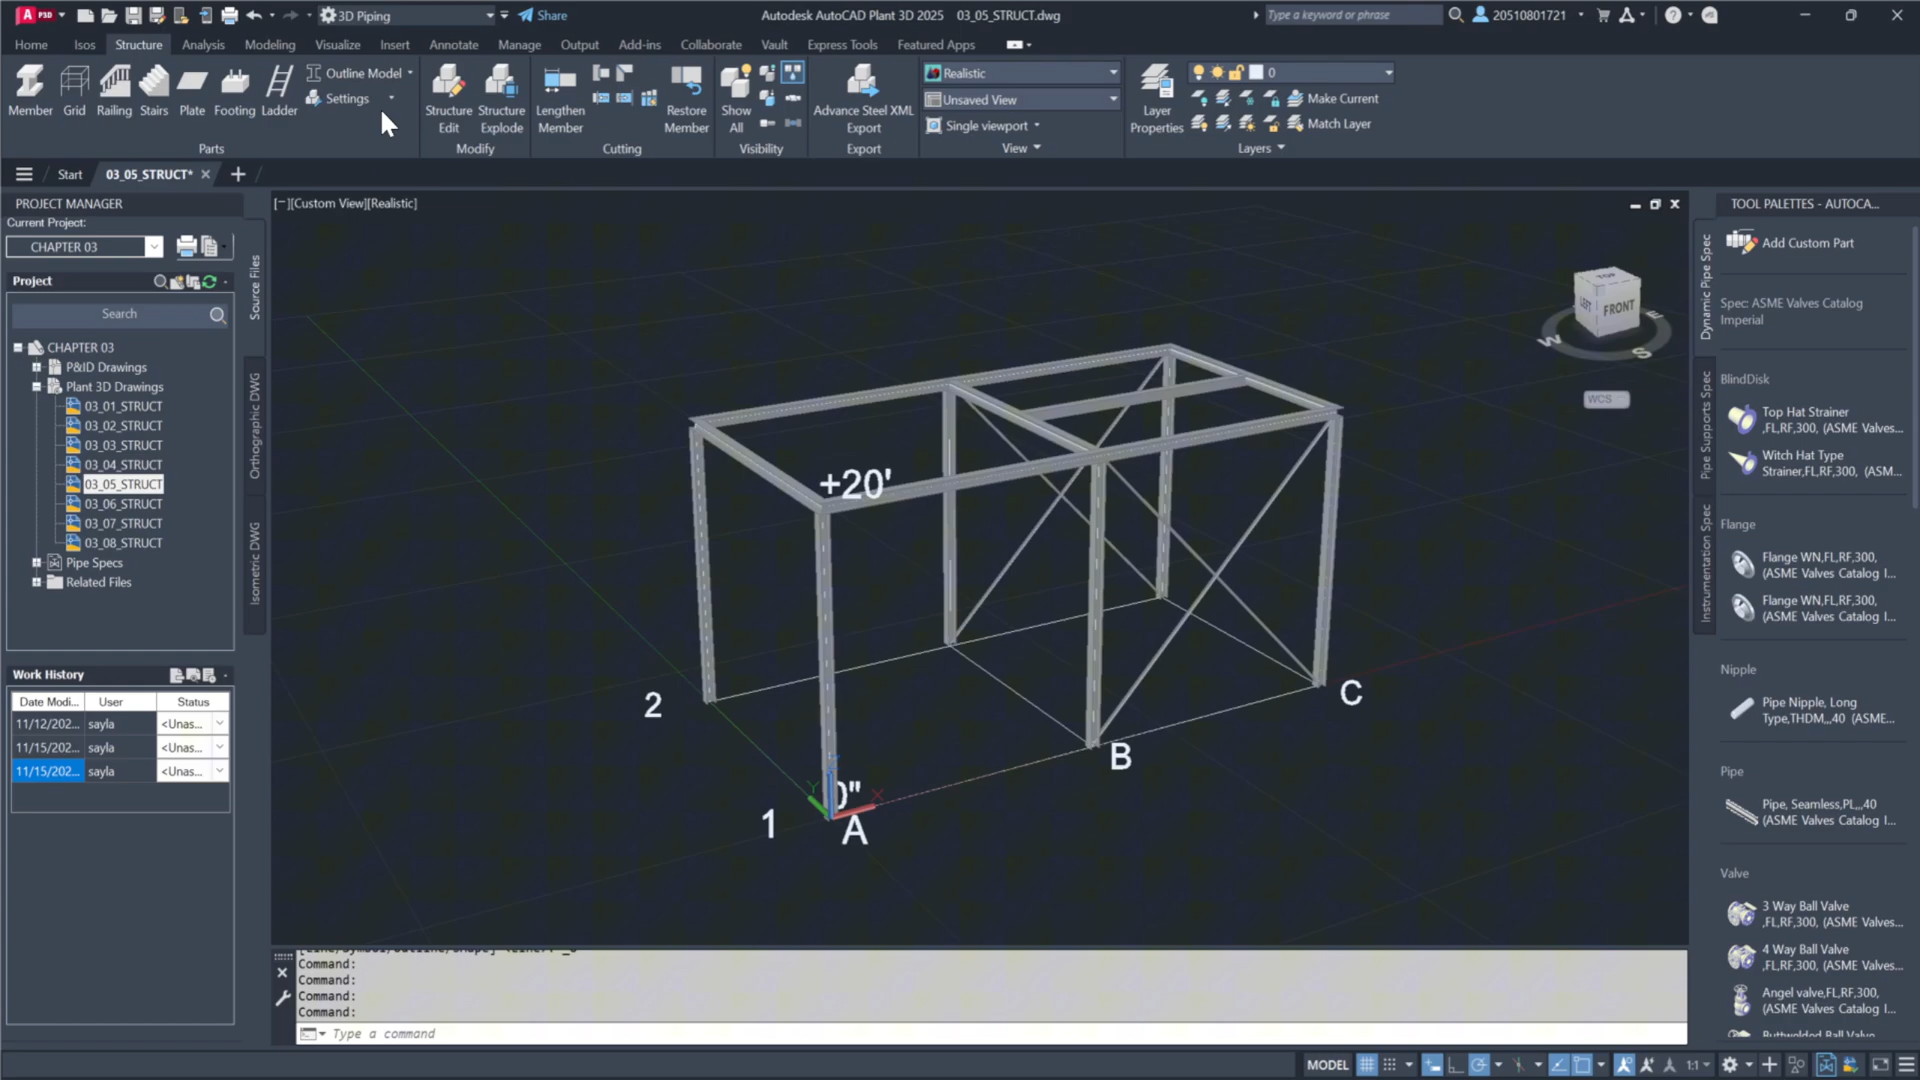 A P3D
3D Piping
Share
Autodesk AutoCAD Plant 3D 2025 03_05_STRUCT.dwg
Type a keyword or phrase
20510801721
Home Isos Structure Analysis Modeling Visualize Insert Annotate Manage Output Add-ins Collaborate Vault Express Tools Featured Apps
Member
Grid
Railing
Stairs
Plate
Footing
Ladder
Outline Model
Settings
Parts
Structure Edit
Structure Explode
Modify
Lengthen Member
Restore Member
Cutting
Show All
Visibility
Advance Steel XML Export
Export
Realistic
Unsaved View
Single viewport
View
Layer Properties
0
Make Current
Match Layer
Layers
Start
03_05_STRUCT*
PROJECT MANAGER
Current Project:
CHAPTER 03
Project
Search
CHAPTER 03
P&ID Drawings
Plant 3D Drawings
03_01_STRUCT
03_02_STRUCT
03_03_STRUCT
03_04_STRUCT
03_05_STRUCT
03_06_STRUCT
03_07_STRUCT
03_08_STRUCT
Pipe Specs
Related Files
Source Files
Orthographic DWG
Isometric DWG
Work History
Date Modi... User Status
11/12/202... sayla <Unas...
11/15/202... sayla <Unas...
11/15/202... sayla <Unas...
[−][Custom View][Realistic]
+20'
2
1
0"
A
B
C
Y
X
TOP
LEFT
FRONT
W
S
E
WCS
Command:
Command:
Command:
Command:
Type a command
TOOL PALETTES - AUTOCA...
Dynamic Pipe Spec
Pipe Supports Spec
Instrumentation Spec
Add Custom Part
Spec: ASME Valves Catalog
Imperial
BlindDisk
Top Hat Strainer
,FL,RF,300, (ASME Valves...
Witch Hat Type
Strainer,FL,RF,300, (ASM...
Flange
Flange WN,FL,RF,300,
(ASME Valves Catalog I...
Flange WN,FL,RF,300,
(ASME Valves Catalog I...
Nipple
Pipe Nipple, Long
Type,THDM,,,40 (ASME...
Pipe
Pipe, Seamless,PL,,,40
(ASME Valves Catalog I...
Valve
3 Way Ball Valve
,FL,RF,300, (ASME Valves...
4 Way Ball Valve
,FL,RF,300, (ASME Valves...
Angel valve,FL,RF,300,
(ASME Valves Catalog I...
Buttwelded Ball Valve
MODEL
1:1